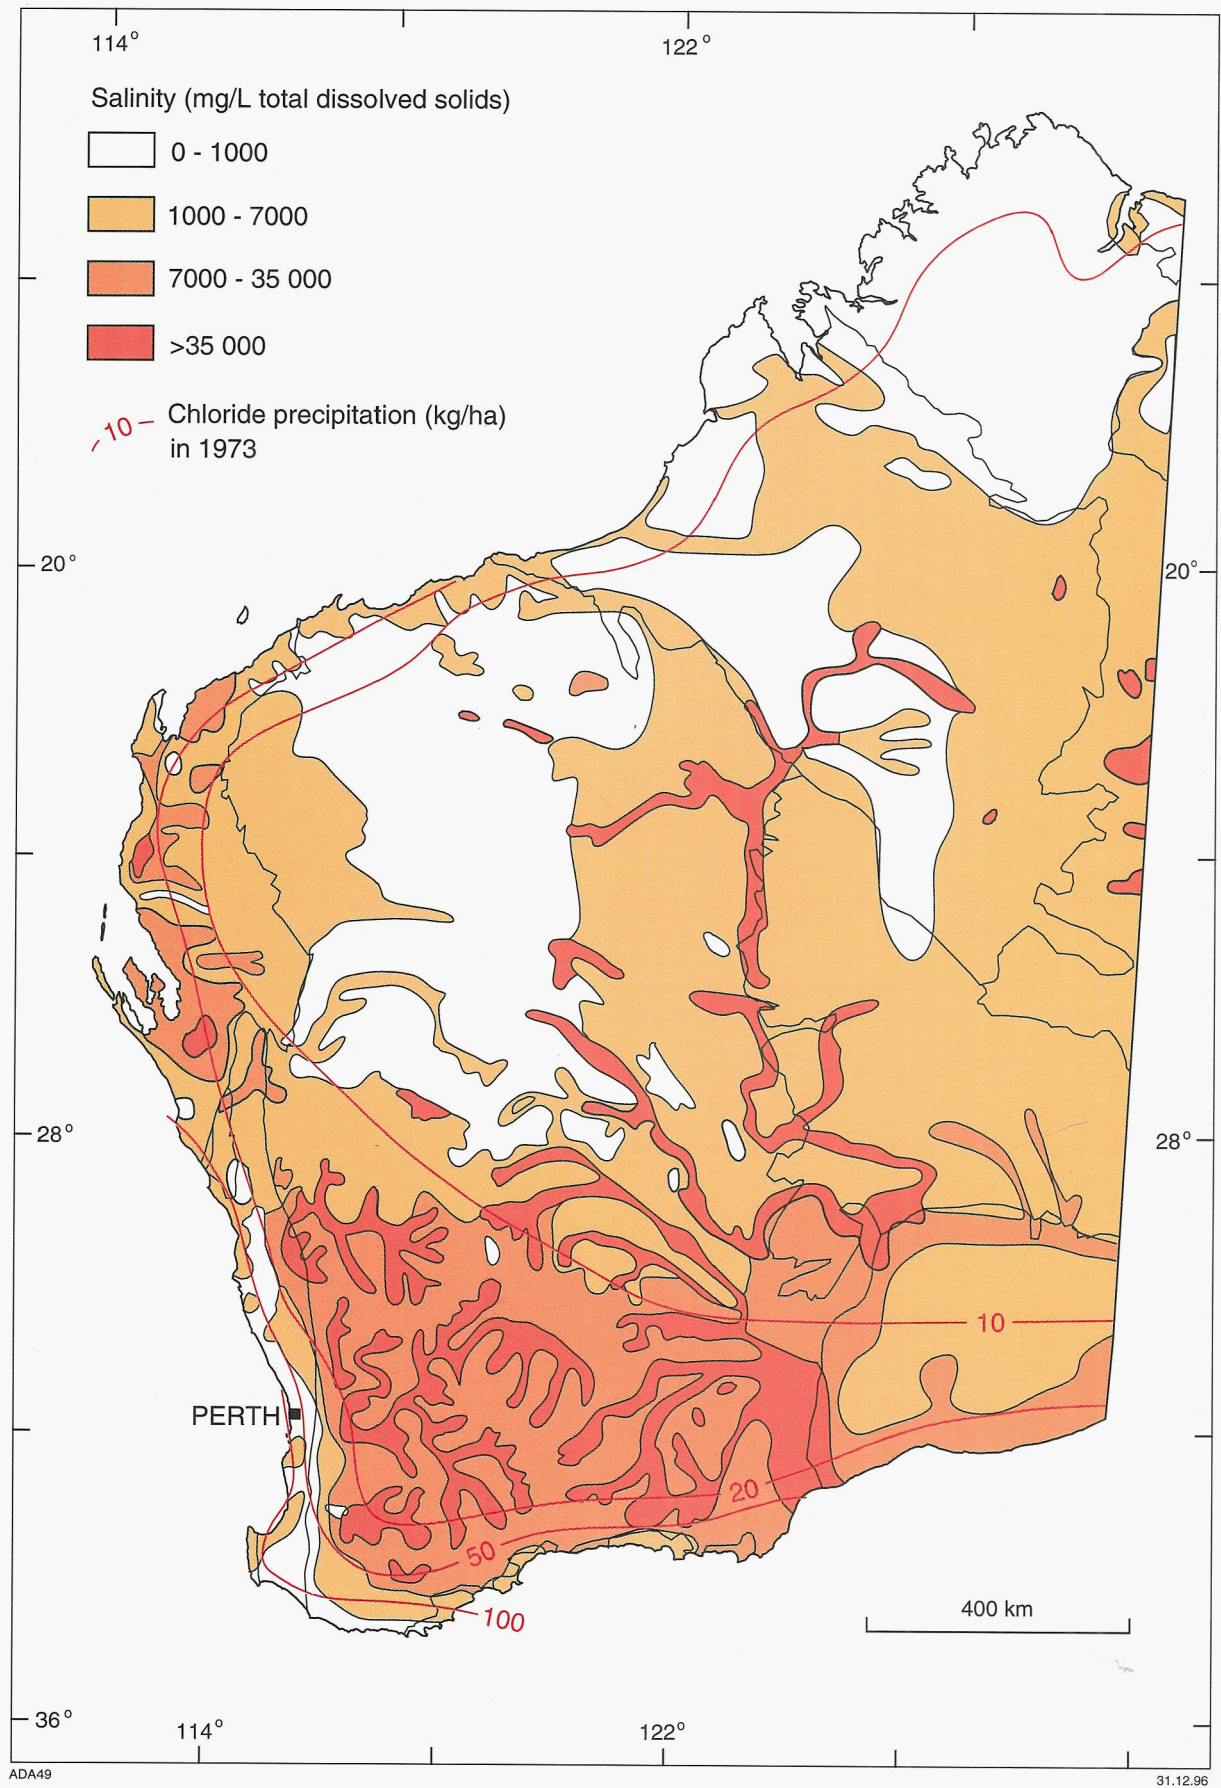 114°
122°
Salinity (mg/L total dissolved solids)
0 - 1000
1000 - 7000
7000 - 35 000
>35 000
10
Chloride precipitation (kg/ha)
in 1973
20°
20°
28°
28°
10
PERTH
20
50
100
400 km
36°
114°
122°
ADA49
31.12.96